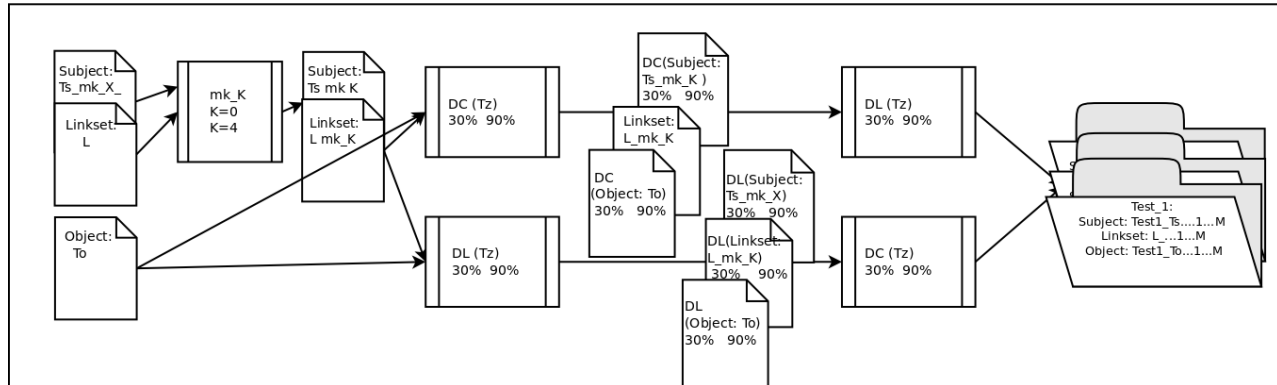 Subject:
Ts_mk_X_
Linkset:
L
Object:
To
mk_K
K=0
K=4
Subject:
Ts mk K
Linkset:
L mk_K
DC (Tz)
30% 90%
DL (Tz)
30% 90%
DC(Subject:
Ts_mk_K )
30% 90%
Linkset:
L_mk_K
DC
(Object: To)
30% 90%
DL(Subject:
Ts_mk_X)
30% 90%
DL(Linkset:
L_mk_K)
30% 90%
DL
(Object: To)
30% 90%
DL (Tz)
30% 90%
DC (Tz)
30% 90%
Test_1:
Subject: Test1_Ts....1...M
Linkset: L_...1...M
Object: Test1_To...1...M